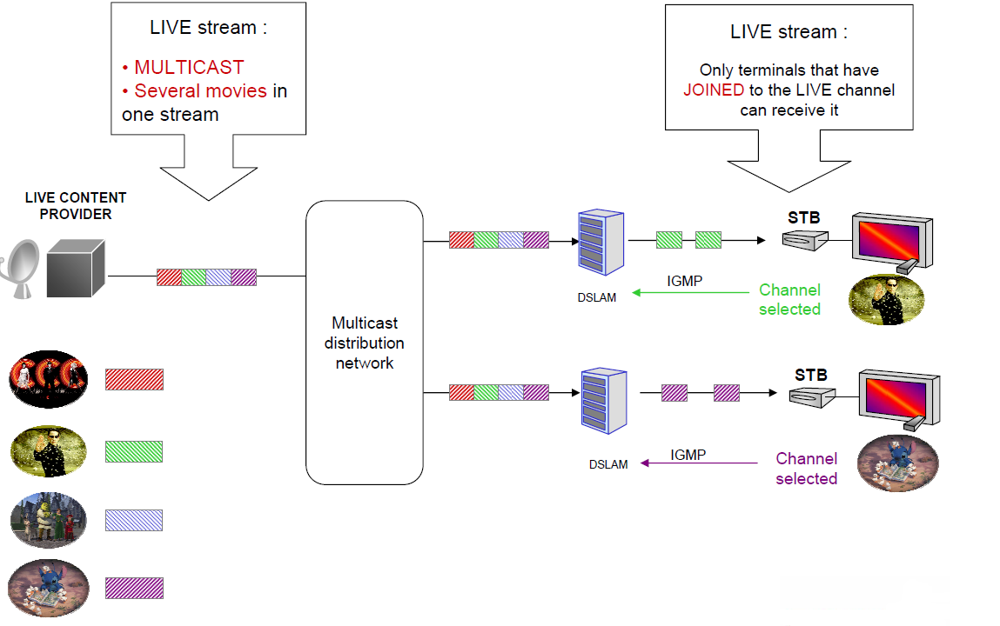 LIVE stream :
• MULTICAST
• Several movies in
one stream
LIVE stream :
Only terminals that have
JOINED to the LIVE channel
can receive it
LIVE CONTENT
PROVIDER
Multicast
distribution
network
DSLAM
IGMP
Channel
selected
STB
DSLAM
IGMP
Channel
selected
STB
CCC